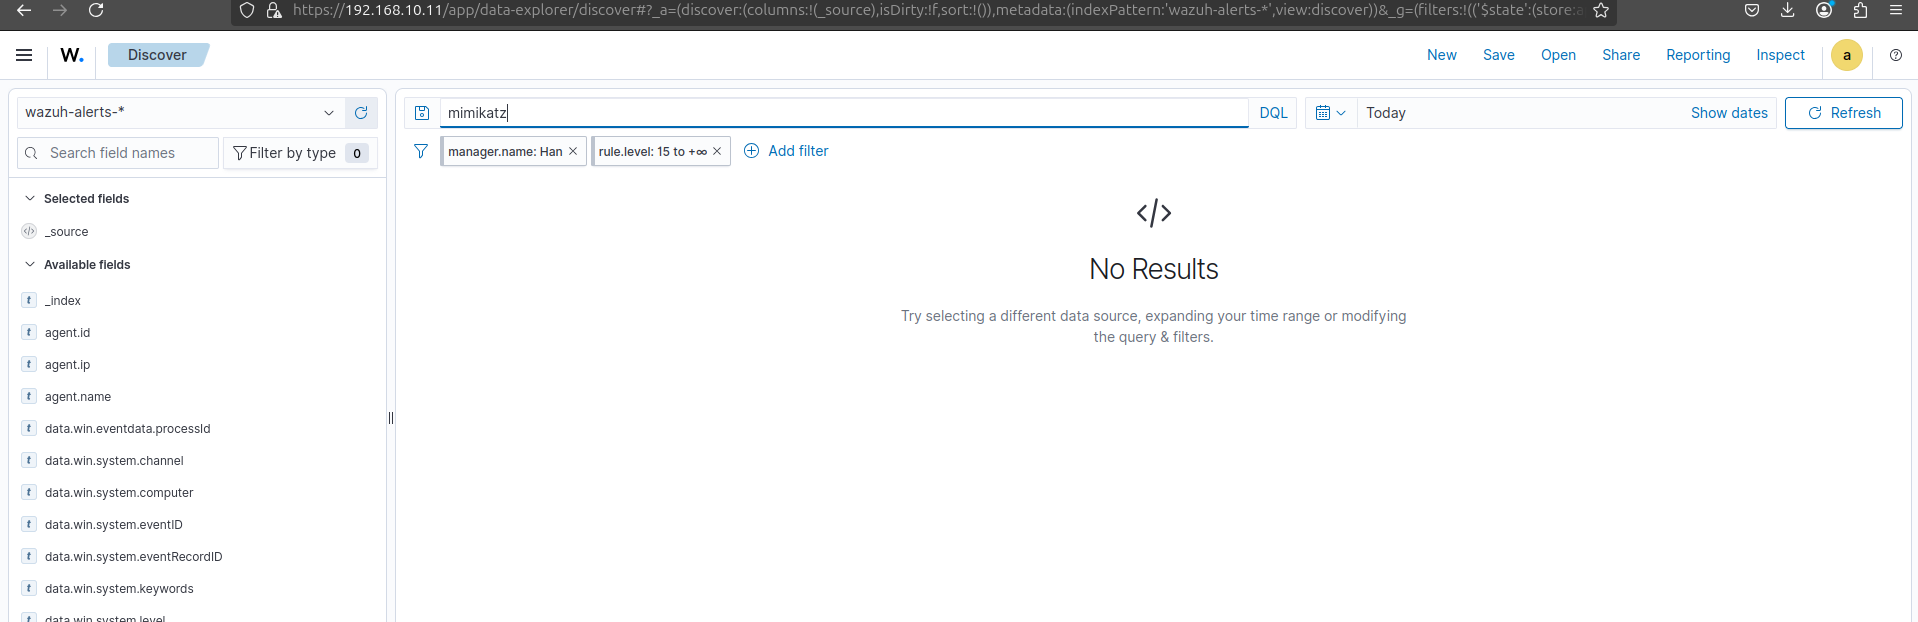 https://192.168.10.11/app/data-explorer/discover#?_a=(discover:(columns:!(_source),isDirty:!f,sort:!()),metadata:(indexPattern:'wazuh-alerts-*',view:discover))&_g=(filters:!(('$state':(store:a
W. Discover New Save Open Share Reporting Inspect a
wazuh-alerts-* mimikatz DQL Today Show dates Refresh
Search field names Filter by type 0 manager.name: Han rule.level: 15 to +∞ Add filter
Selected fields
_source
Available fields
_index
agent.id
agent.ip
agent.name
data.win.eventdata.processId
data.win.system.channel
data.win.system.computer
data.win.system.eventID
data.win.system.eventRecordID
data.win.system.keywords
data.win.system.level
No Results
Try selecting a different data source, expanding your time range or modifying
the query & filters.